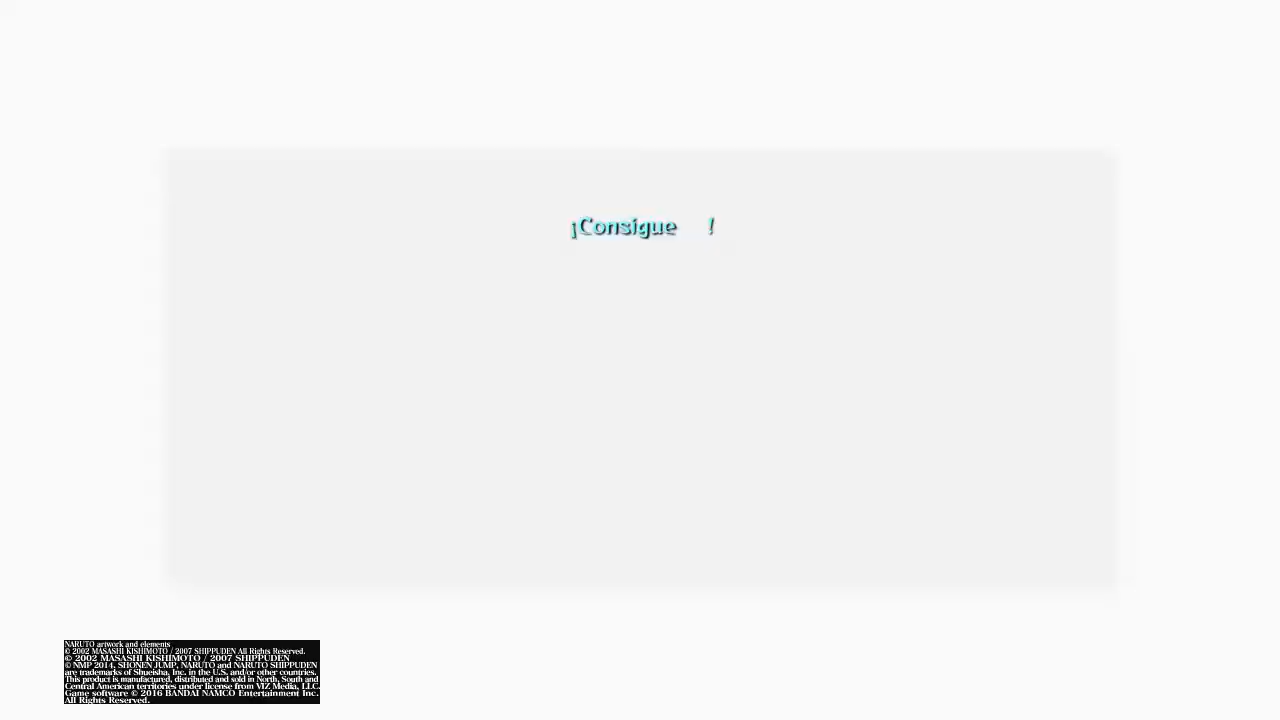 ¡Consigue !
NARUTO artwork and elements
© 2002 MASASHI KISHIMOTO / 2007 SHIPPUDEN All Rights Reserved.
© 2002 MASASHI KISHIMOTO / 2007 SHIPPUDEN
© NMP 2014, SHONEN JUMP, NARUTO and NARUTO SHIPPUDEN
are trademarks of Shueisha, Inc. in the U.S. and/or other countries.
This product is manufactured, distributed and sold in North, South and
Central American territories under license from VIZ Media, LLC.
Game software © 2016 BANDAI NAMCO Entertainment Inc.
All Rights Reserved.